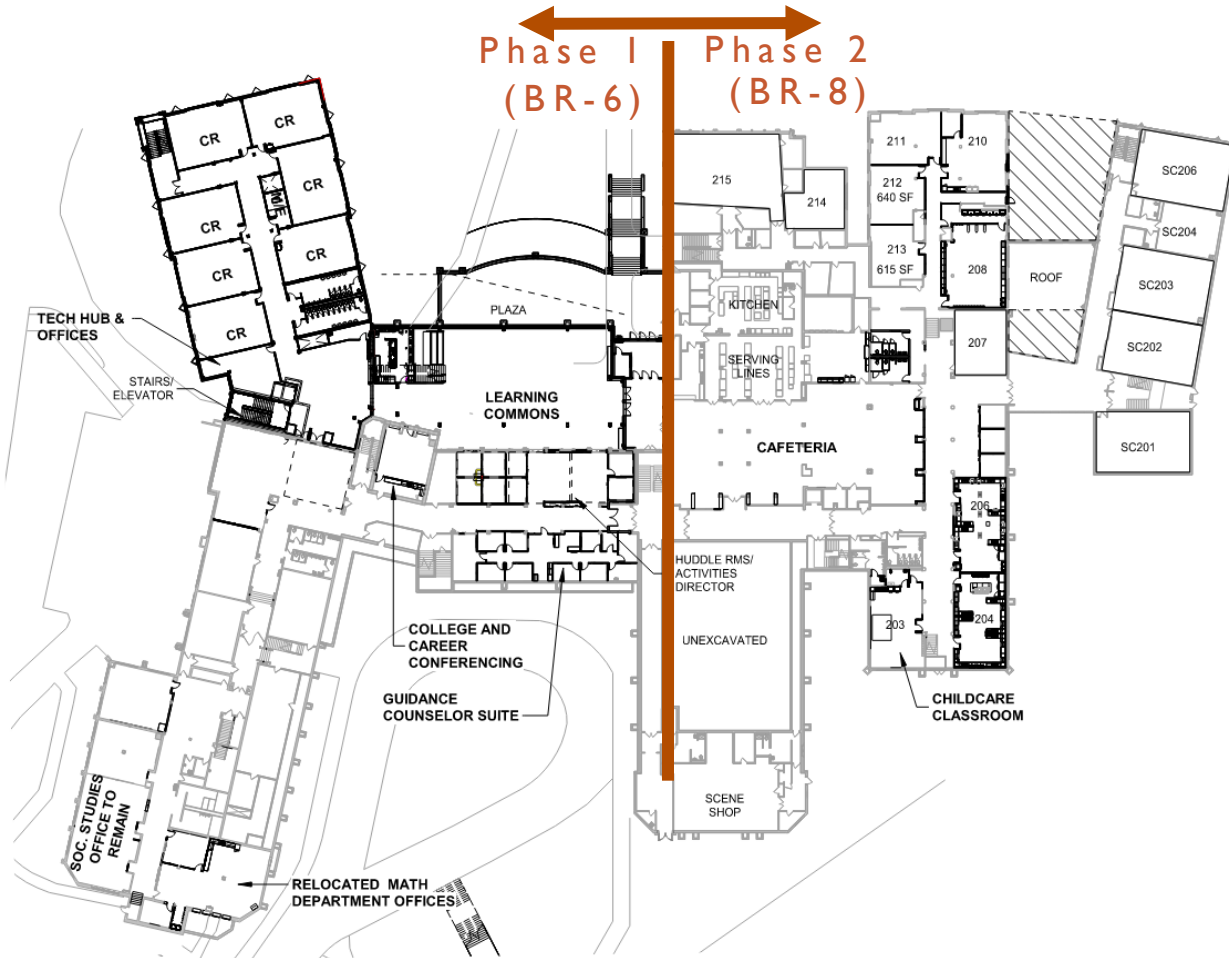 Phase 1
(BR-6)
Phase 2
(BR-8)
CR
CR
CR
CR
CR
CR
CR
CR
TECH HUB &
OFFICES
STAIRS/
ELEVATOR
PLAZA
LEARNING
COMMONS
215
214
211
210
212
640 SF
213
615 SF
208
207
ROOF
SC206
SC204
SC203
SC202
SC201
KITCHEN
SERVING
LINES
CAFETERIA
206
204
203
HUDDLE RMS/
ACTIVITIES
DIRECTOR
UNEXCAVATED
COLLEGE AND
CAREER
CONFERENCING
GUIDANCE
COUNSELOR SUITE
CHILDCARE
CLASSROOM
SCENE
SHOP
SOC. STUDIES
OFFICE TO
REMAIN
RELOCATED MATH
DEPARTMENT OFFICES